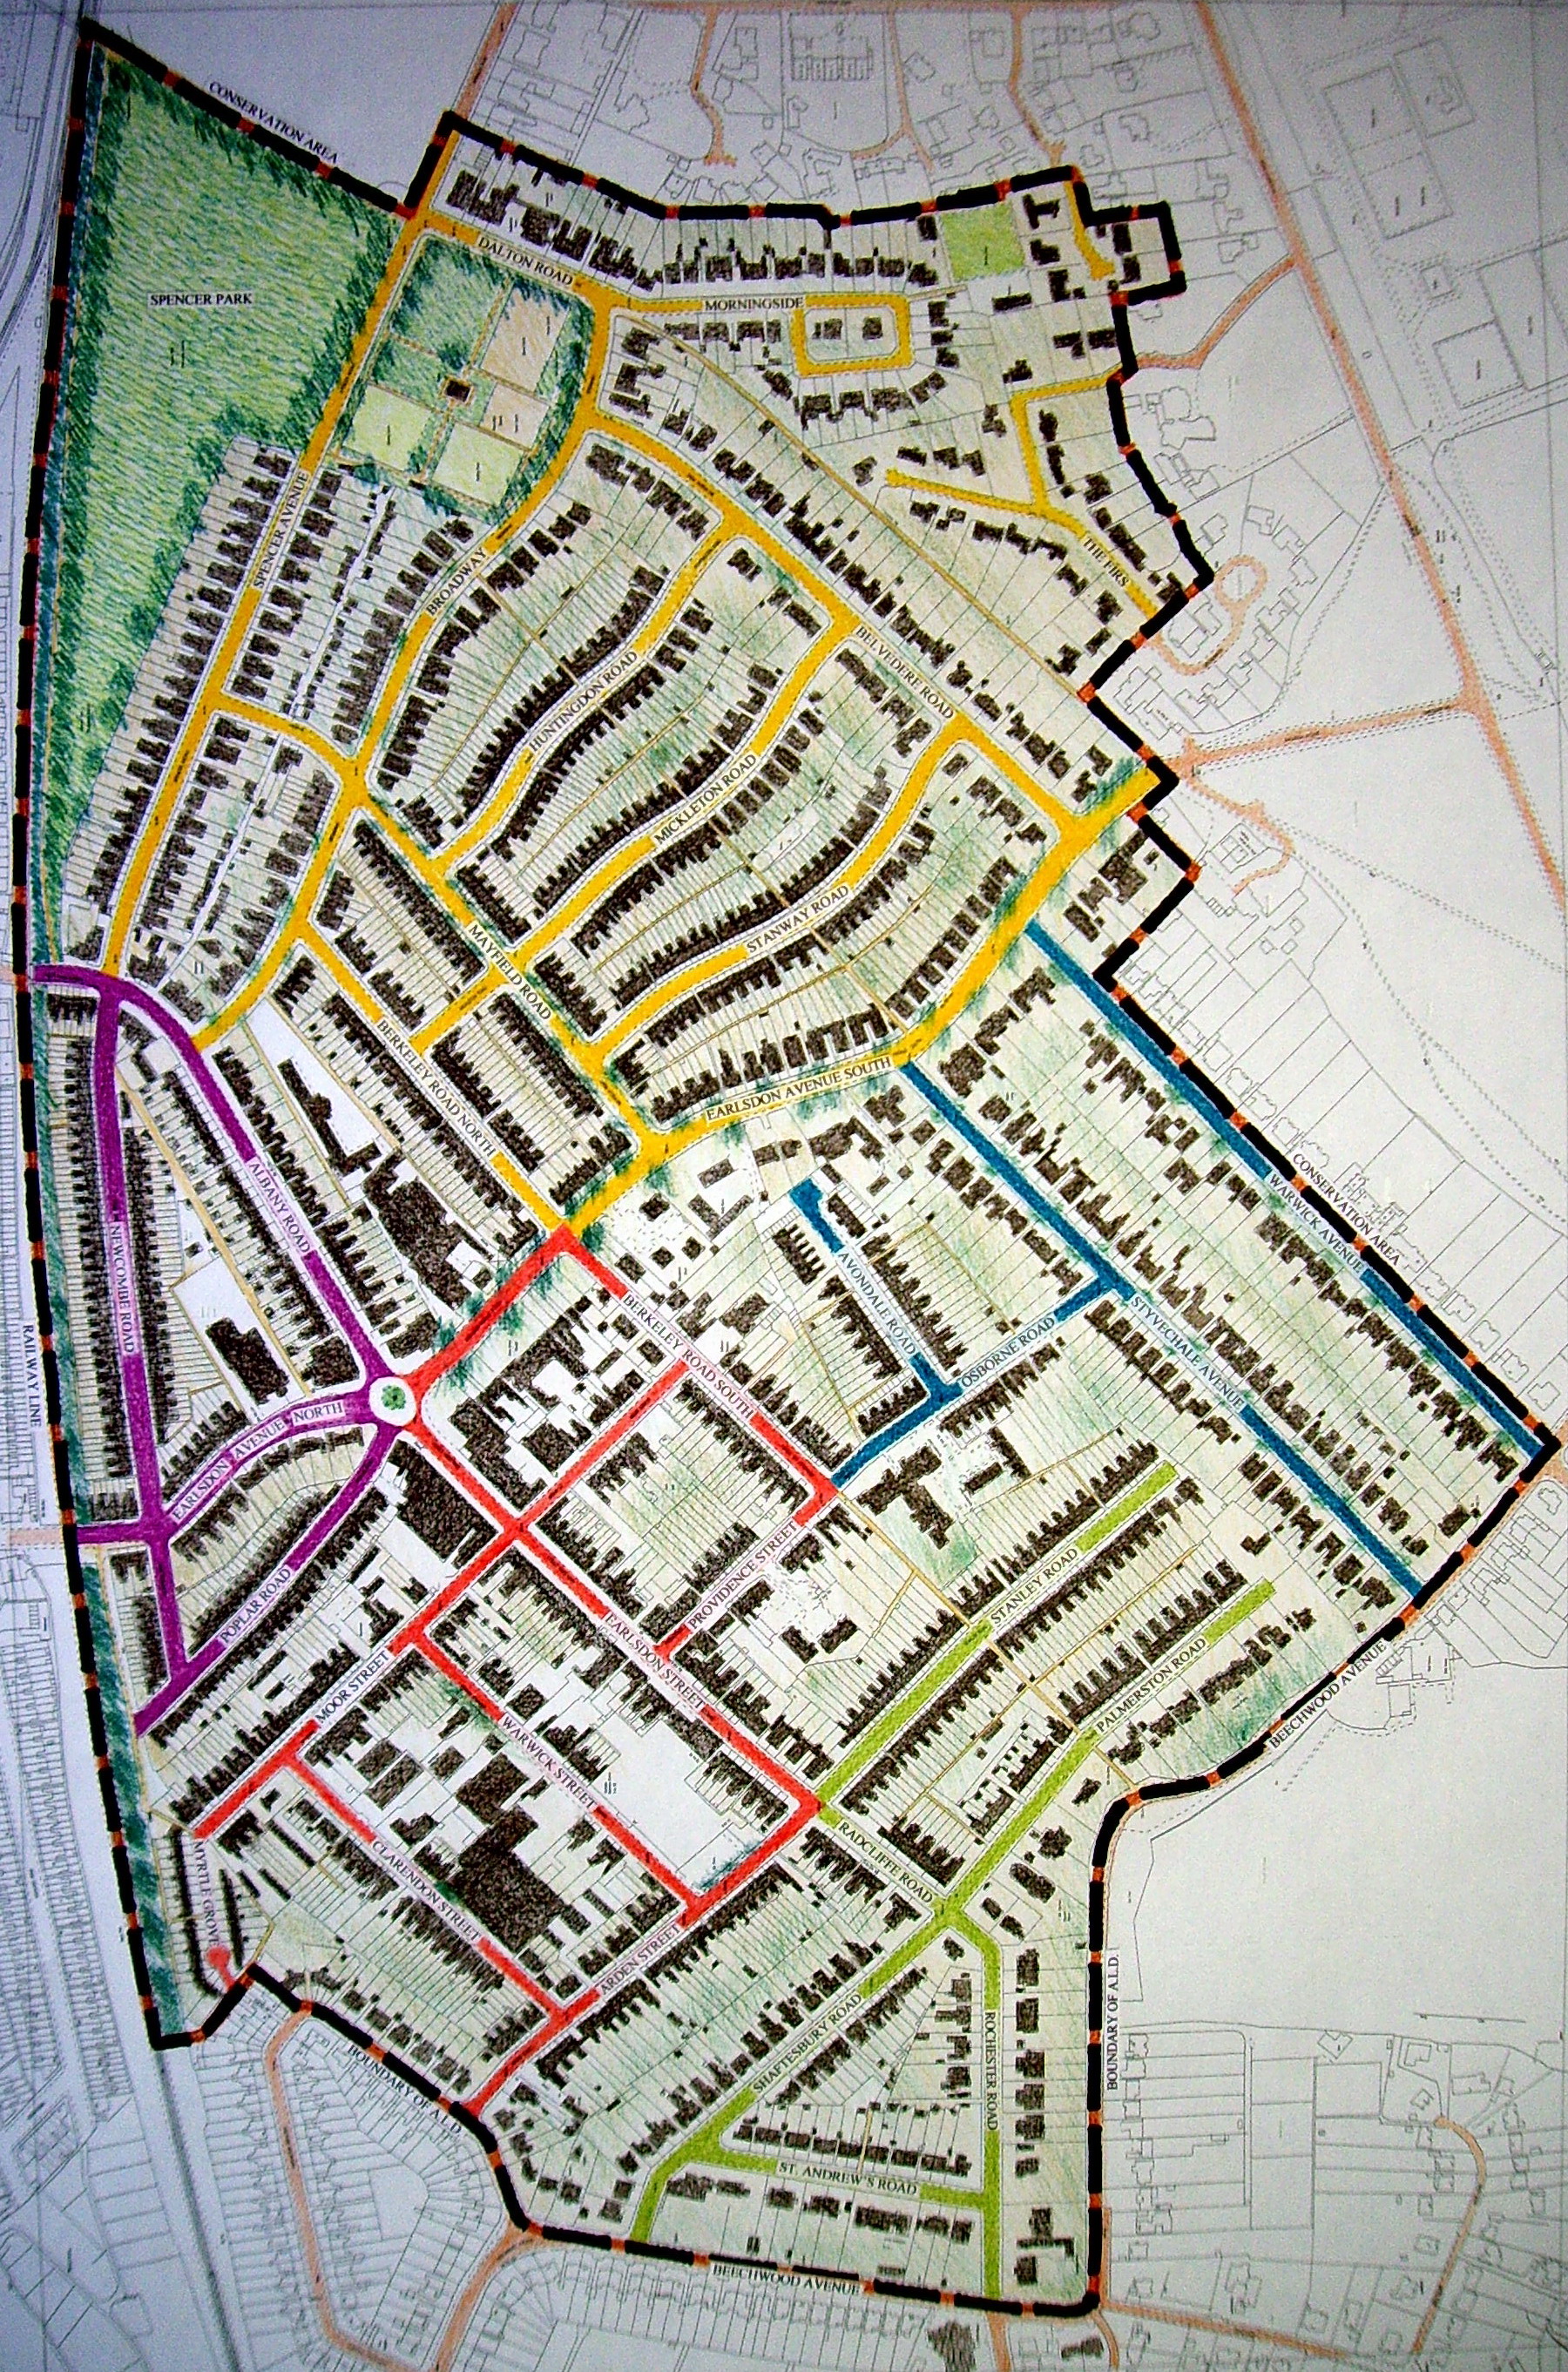 CONSERVATION AREA
SPENCER PARK
DALTON ROAD
MORNINGSIDE
SPENCER AVENUE
BROADWAY
THE FIRS
HUNTINGDON ROAD
BELVEDERE ROAD
MICKLETON ROAD
STANWAY ROAD
MAYFIELD ROAD
BERKELEY ROAD NORTH
EARLSDON AVENUE SOUTH
ALBANY ROAD
NEWCOMBE ROAD
CONSERVATION AREA
WARWICK AVENUE
AVONDALE ROAD
STYVECHALE AVENUE
OSBORNE ROAD
BERKELEY ROAD SOUTH
RAILWAY LINE
EARLSDON AVENUE NORTH
POPLAR ROAD
PROVIDENCE STREET
STANLEY ROAD
EARLSDON STREET
PALMERSTON ROAD
BEECHWOOD AVENUE
MOOR STREET
WARWICK STREET
RADCLIFFE ROAD
CLARENDON STREET
MYRTLE GROVE
ARDEN STREET
SHAFTESBURY ROAD
ROCHESTER ROAD
BOUNDARY OF A.L.D.
BOUNDARY OF A.L.D.
ST. ANDREW'S ROAD
BEECHWOOD AVENUE